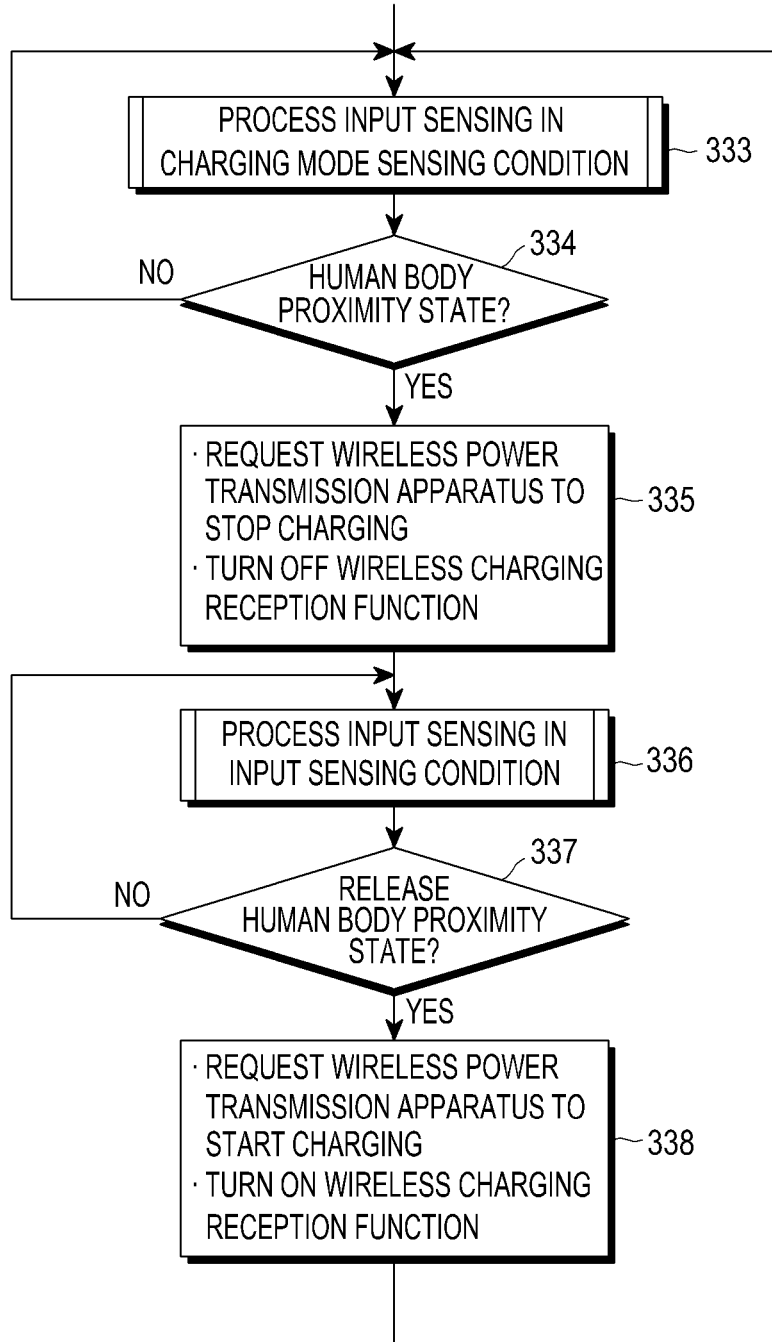 PROCESS INPUT SENSING IN
CHARGING MODE SENSING CONDITION
333
334
HUMAN BODY
PROXIMITY STATE?
NO
YES
· REQUEST WIRELESS POWER
TRANSMISSION APPARATUS TO
STOP CHARGING
· TURN OFF WIRELESS CHARGING
RECEPTION FUNCTION
335
PROCESS INPUT SENSING IN
INPUT SENSING CONDITION
336
337
RELEASE
HUMAN BODY PROXIMITY
STATE?
NO
YES
· REQUEST WIRELESS POWER
TRANSMISSION APPARATUS TO
START CHARGING
· TURN ON WIRELESS CHARGING
RECEPTION FUNCTION
338